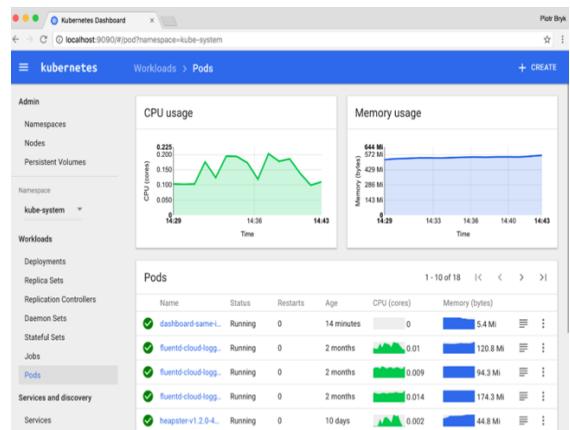 Kubernetes Dashboard
Piotr Bryk
localhost:9090/#/pod?namespace=kube-system
kubernetes
Workloads > Pods
+ CREATE
Admin
Namespaces
Nodes
Persistent Volumes
Namespace
kube-system
Workloads
Deployments
Replica Sets
Replication Controllers
Daemon Sets
Stateful Sets
Jobs
Pods
Services and discovery
Services
CPU usage
CPU (cores)
0.225
0.200
0.150
0.100
0.050
0
14:29
14:36
14:43
Time
Memory usage
Memory (bytes)
644 Mi
572 Mi
429 Mi
286 Mi
143 Mi
0
14:29
14:33
14:36
14:40
14:43
Time
Pods
1 - 10 of 18
Name Status Restarts Age CPU (cores) Memory (bytes)
dashboard-same-i... Running 0 14 minutes 0 5.4 Mi
fluentd-cloud-logg... Running 0 2 months 0.01 120.8 Mi
fluentd-cloud-logg... Running 0 2 months 0.009 94.3 Mi
fluentd-cloud-logg... Running 0 2 months 0.014 174.3 Mi
heapster-v1.2.0-4... Running 0 10 days 0.002 44.8 Mi